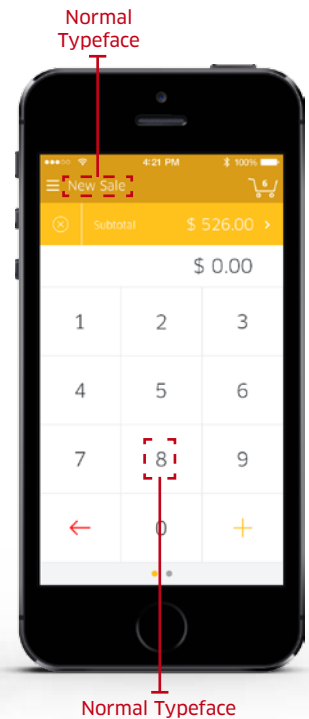 Normal
Typeface
4:21 PM 100%
New Sale 6
Subtotal $ 526.00 >
$ 0.00
1 2 3
4 5 6
7 8 9
← 0 +
Normal Typeface